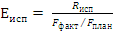 Еисп = Rисп / (Fфакт / Fплан)